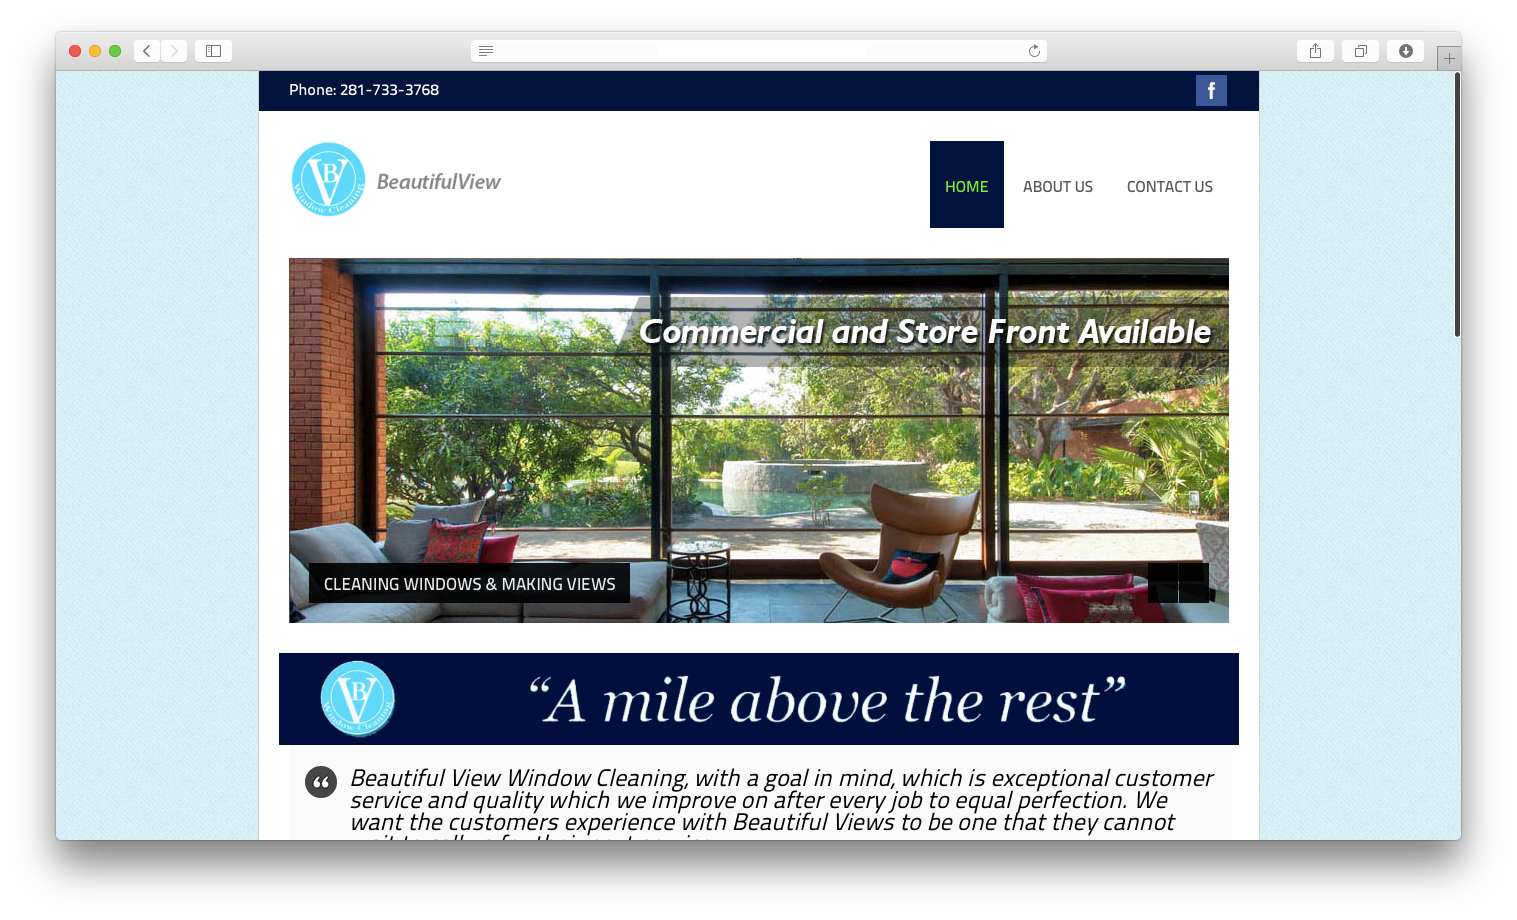 Phone: 281-733-3768
f
V
B
Window Cleaning
BeautifulView
HOME
ABOUT US
CONTACT US
Commercial and Store Front Available
CLEANING WINDOWS & MAKING VIEWS
V
B
Window Cleaning
“A mile above the rest”
Beautiful View Window Cleaning, with a goal in mind, which is exceptional customer
service and quality which we improve on after every job to equal perfection. We
want the customers experience with Beautiful Views to be one that they cannot